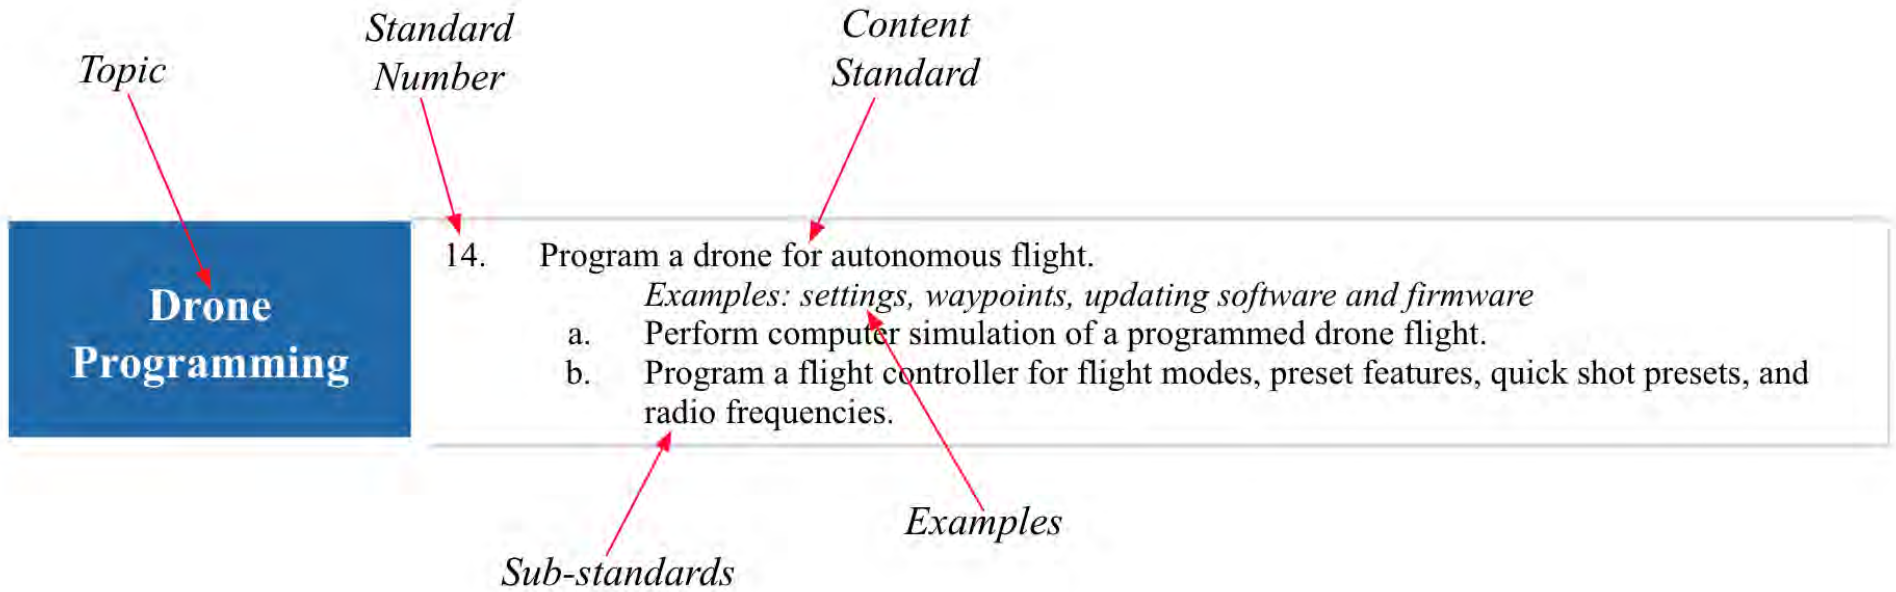 Topic
Standard
Number
Content
Standard
Drone
Programming
14. Program a drone for autonomous flight.
Examples: settings, waypoints, updating software and firmware
a. Perform computer simulation of a programmed drone flight.
b. Program a flight controller for flight modes, preset features, quick shot presets, and
radio frequencies.
Examples
Sub-standards